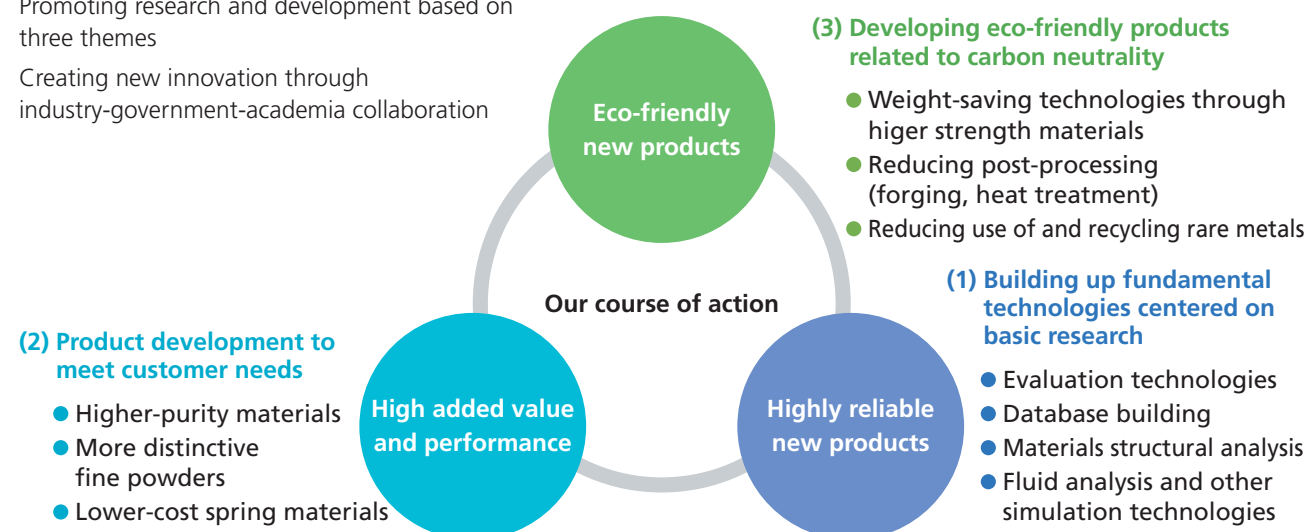 Promoting research and development based on
three themes
Creating new innovation through
industry-government-academia collaboration
Eco-friendly
new products
(3) Developing eco-friendly products
related to carbon neutrality
● Weight-saving technologies through
higer strength materials
● Reducing post-processing
(forging, heat treatment)
● Reducing use of and recycling rare metals
Our course of action
(1) Building up fundamental
technologies centered on
basic research
● Evaluation technologies
● Database building
● Materials structural analysis
● Fluid analysis and other
simulation technologies
(2) Product development to
meet customer needs
● Higher-purity materials
● More distinctive
fine powders
● Lower-cost spring materials
High added value
and performance
Highly reliable
new products